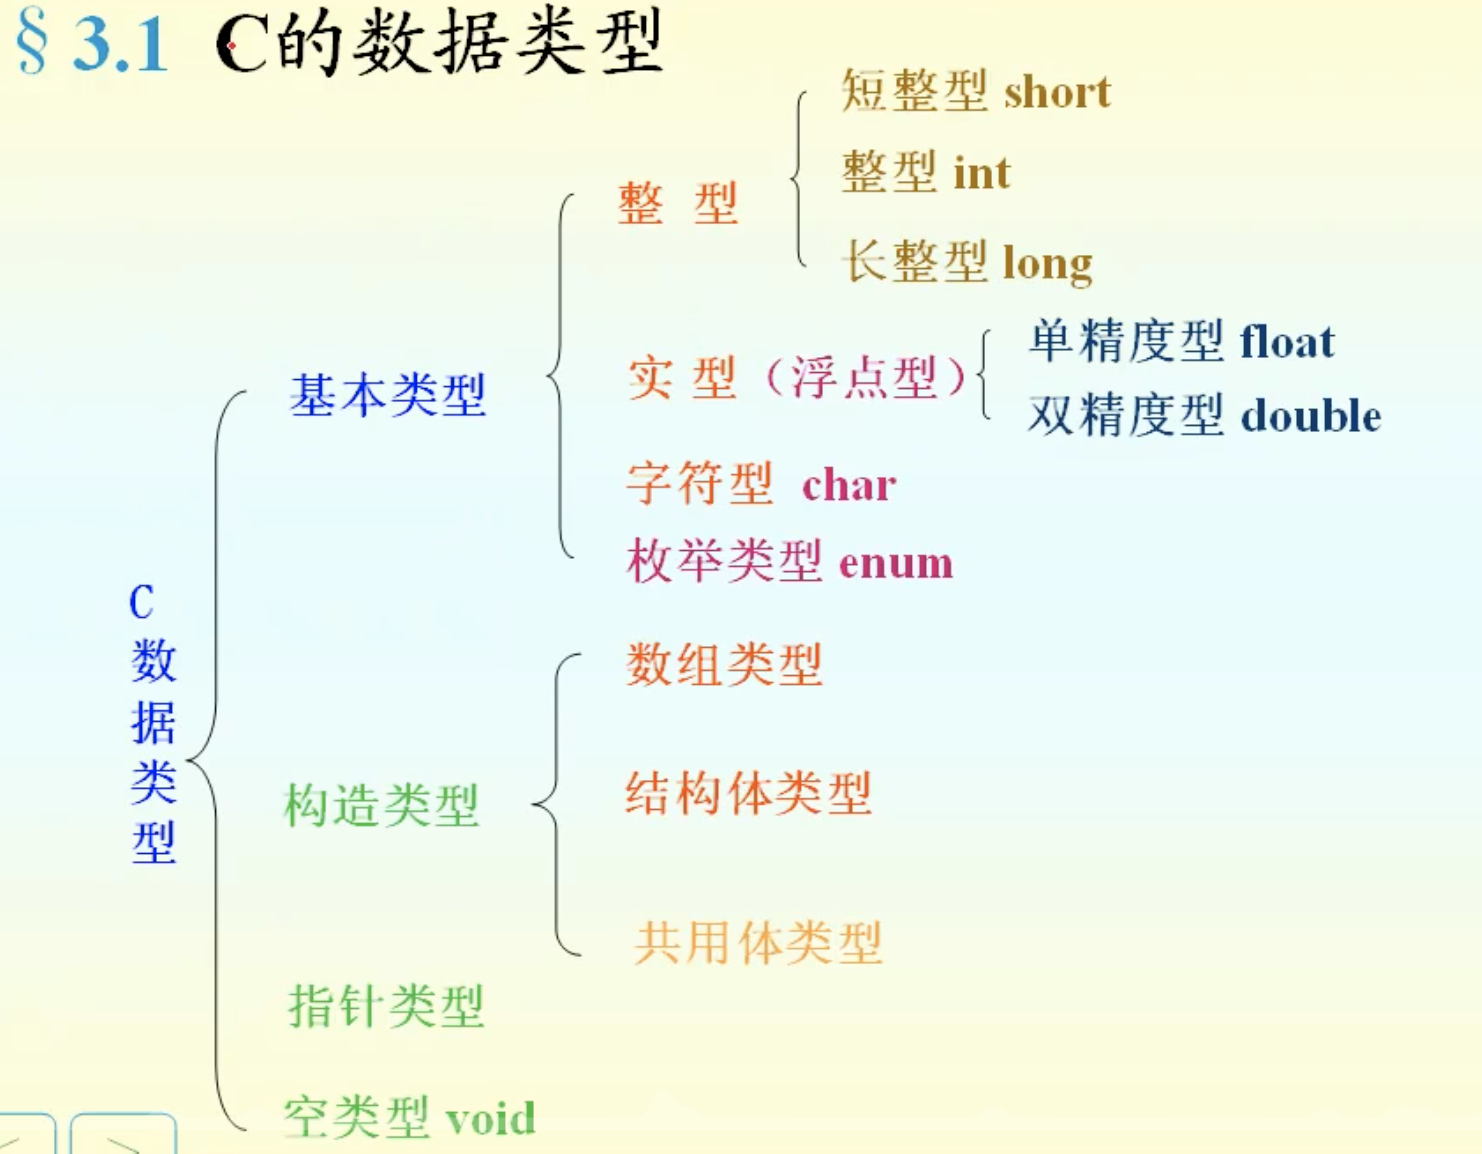 § 3.1 C的数据类型
短整型 short
整型 int
整 型
长整型 long
单精度型 float
实 型（浮点型）
双精度型 double
基本类型
字符型 char
枚举类型 enum
C数据类型
数组类型
构造类型
结构体类型
共用体类型
指针类型
空类型 void